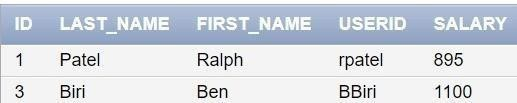 ID LAST_NAME FIRST_NAME USERID SALARY
1 Patel Ralph rpatel 895
3 Biri Ben BBiri 1100